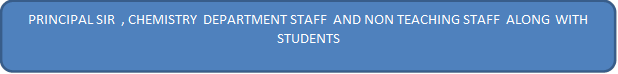 PRINCIPAL SIR , CHEMISTRY DEPARTMENT STAFF AND NON TEACHING STAFF ALONG WITH
STUDENTS